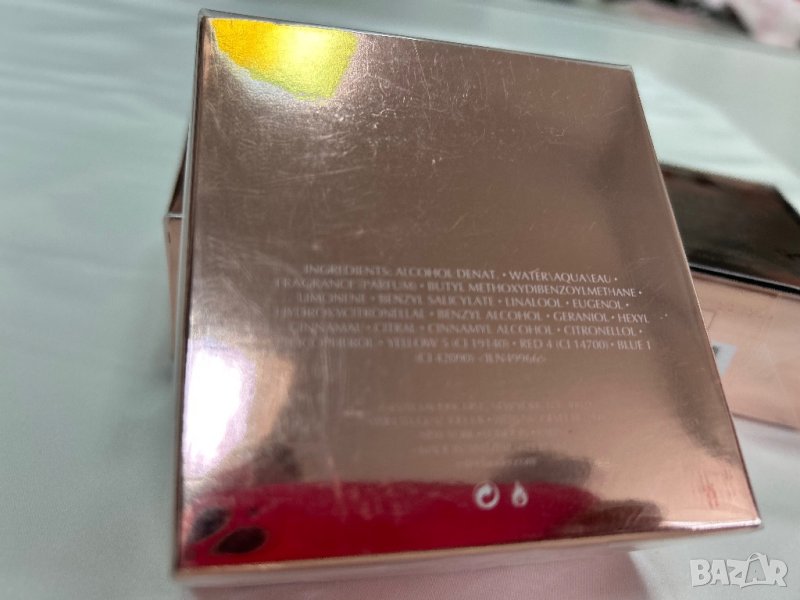 INGREDIENTS: ALCOHOL DENAT. • WATER\AQUA\EAU •
FRAGRANCE (PARFUM) • BUTYL METHOXYDIBENZOYLMETHANE •
LIMONENE • BENZYL SALICYLATE • LINALOOL • EUGENOL •
HYDROXYCITRONELLAL • BENZYL ALCOHOL • GERANIOL • HEXYL
CINNAMAL • CITRAL • CINNAMYL ALCOHOL • CITRONELLOL •
TOCOPHEROL • YELLOW 5 (CI 19140) • RED 4 (CI 14700) • BLUE 1
(CI 42090) <ILN49966>
BAZAR